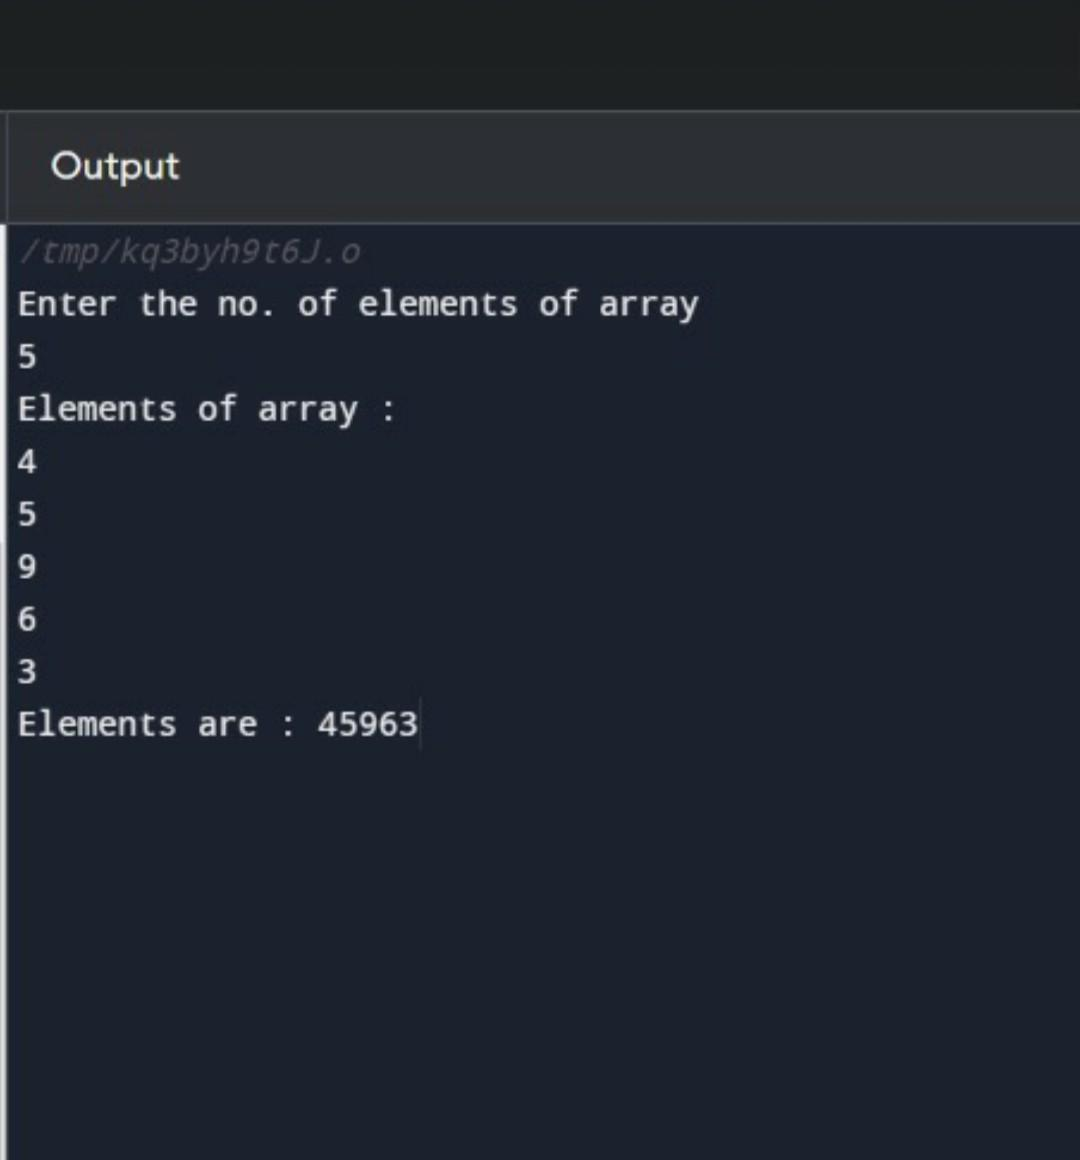 Output
/tmp/kq3byh9t6J.o
Enter the no. of elements of array
5
Elements of array :
4
5
9
6
3
Elements are : 45963